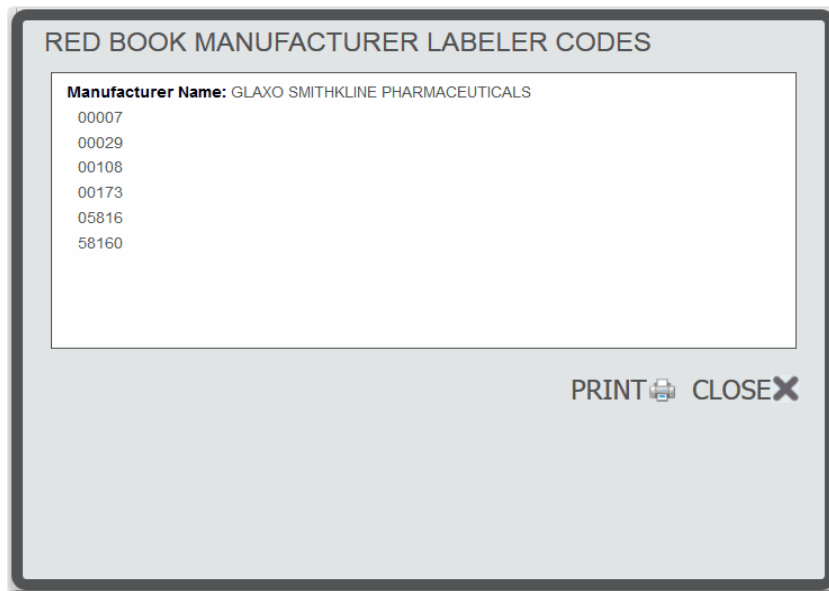 RED BOOK MANUFACTURER LABELER CODES
Manufacturer Name: GLAXO SMITHKLINE PHARMACEUTICALS
00007
00029
00108
00173
05816
58160
PRINT CLOSE